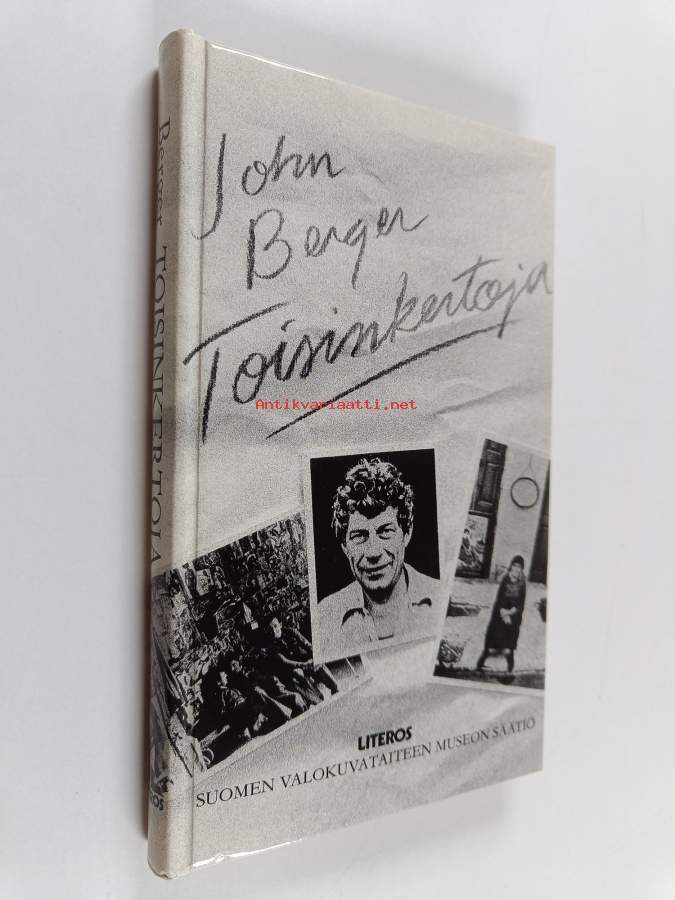 John
Berger
Toisinkertoja
Antikvariaatti.net
LITEROS
SUOMEN VALOKUVATAITEEN MUSEON SÄÄTIÖ
Berger TOISINKERTOJA